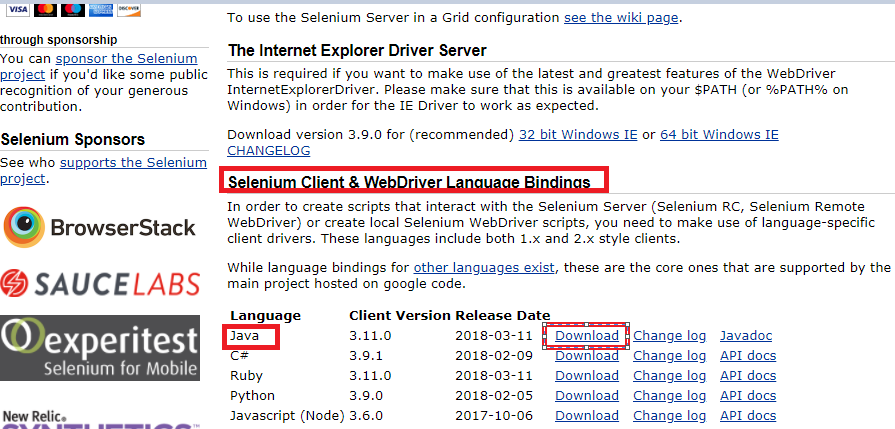 VISA MasterCard Maestro AMERICAN EXPRESS DISCOVER
through sponsorship
You can sponsor the Selenium
project if you'd like some public
recognition of your generous
contribution.
Selenium Sponsors
See who supports the Selenium
project.
BrowserStack
SAUCELABS
experitest
Selenium for Mobile
New Relic.
SYNTHETICS
To use the Selenium Server in a Grid configuration see the wiki page.
The Internet Explorer Driver Server
This is required if you want to make use of the latest and greatest features of the WebDriver
InternetExplorerDriver. Please make sure that this is available on your $PATH (or %PATH% on
Windows) in order for the IE Driver to work as expected.
Download version 3.9.0 for (recommended) 32 bit Windows IE or 64 bit Windows IE
CHANGELOG
Selenium Client & WebDriver Language Bindings
In order to create scripts that interact with the Selenium Server (Selenium RC, Selenium Remote
WebDriver) or create local Selenium WebDriver scripts, you need to make use of language-specific
client drivers. These languages include both 1.x and 2.x style clients.
While language bindings for other languages exist, these are the core ones that are supported by the
main project hosted on google code.
Language Client Version Release Date
Java 3.11.0 2018-03-11 Download Change log Javadoc
C# 3.9.1 2018-02-09 Download Change log API docs
Ruby 3.11.0 2018-03-11 Download Change log API docs
Python 3.9.0 2018-02-05 Download Change log API docs
Javascript (Node) 3.6.0 2017-10-06 Download Change log API docs